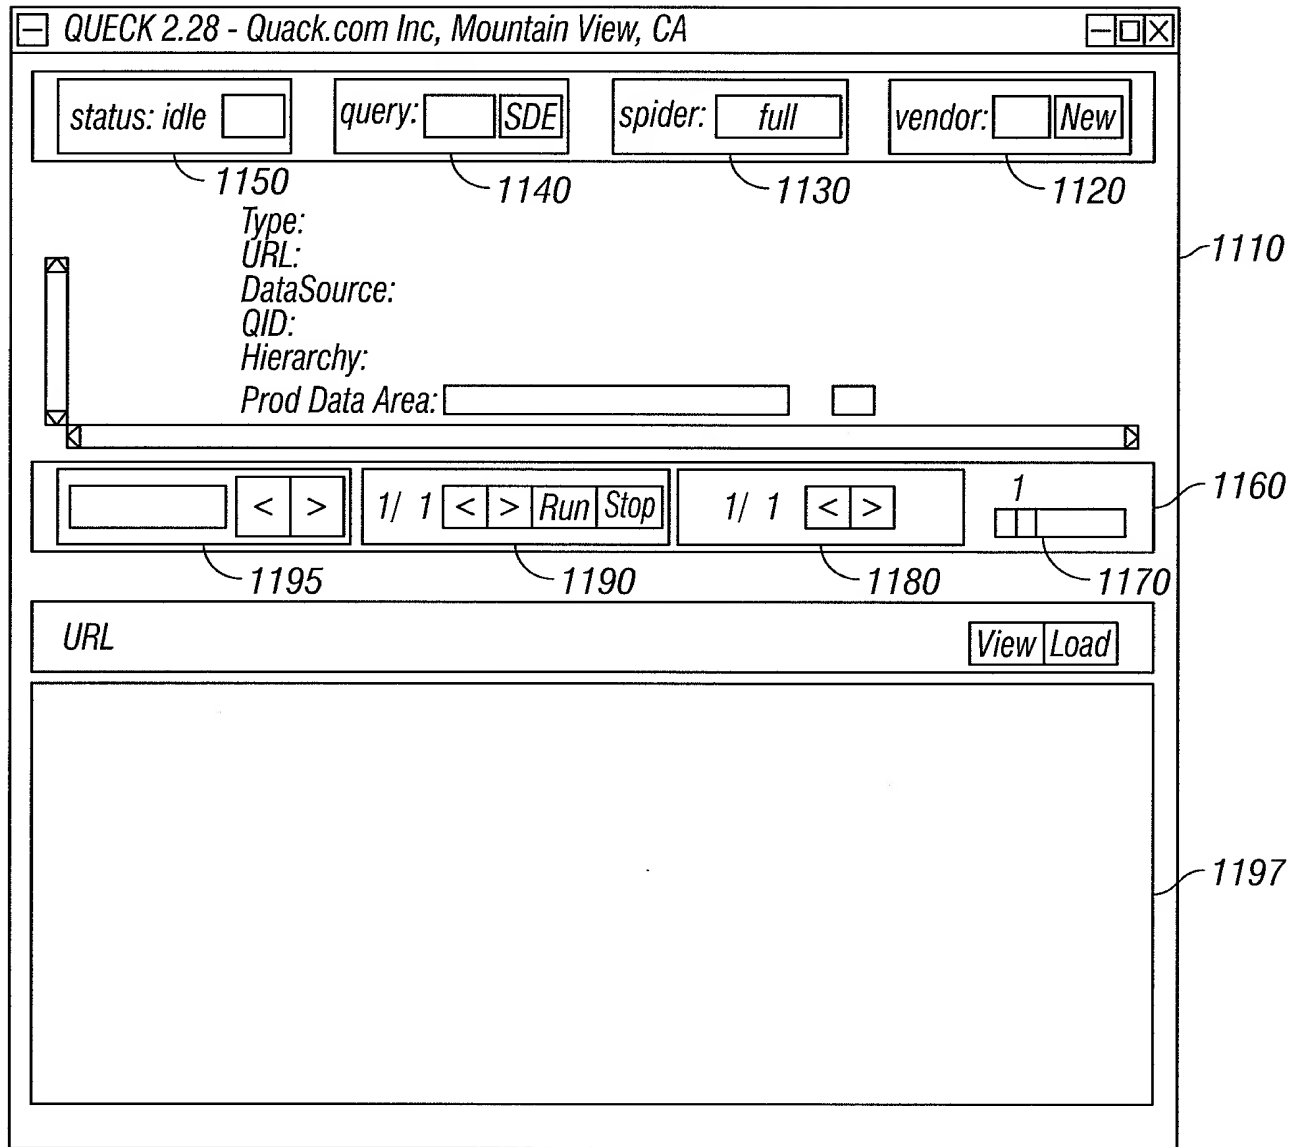 QUECK 2.28 - Quack.com Inc, Mountain View, CA
status: idle query: SDE spider: full vendor: New
1150 1140 1130 1120
Type:
1110
URL:
DataSource:
QID:
Hierarchy:
Prod Data Area:
1160
< > 1/ 1 < > Run Stop 1/ 1 < > 1
1195 1190 1180 1170
URL View Load
1197